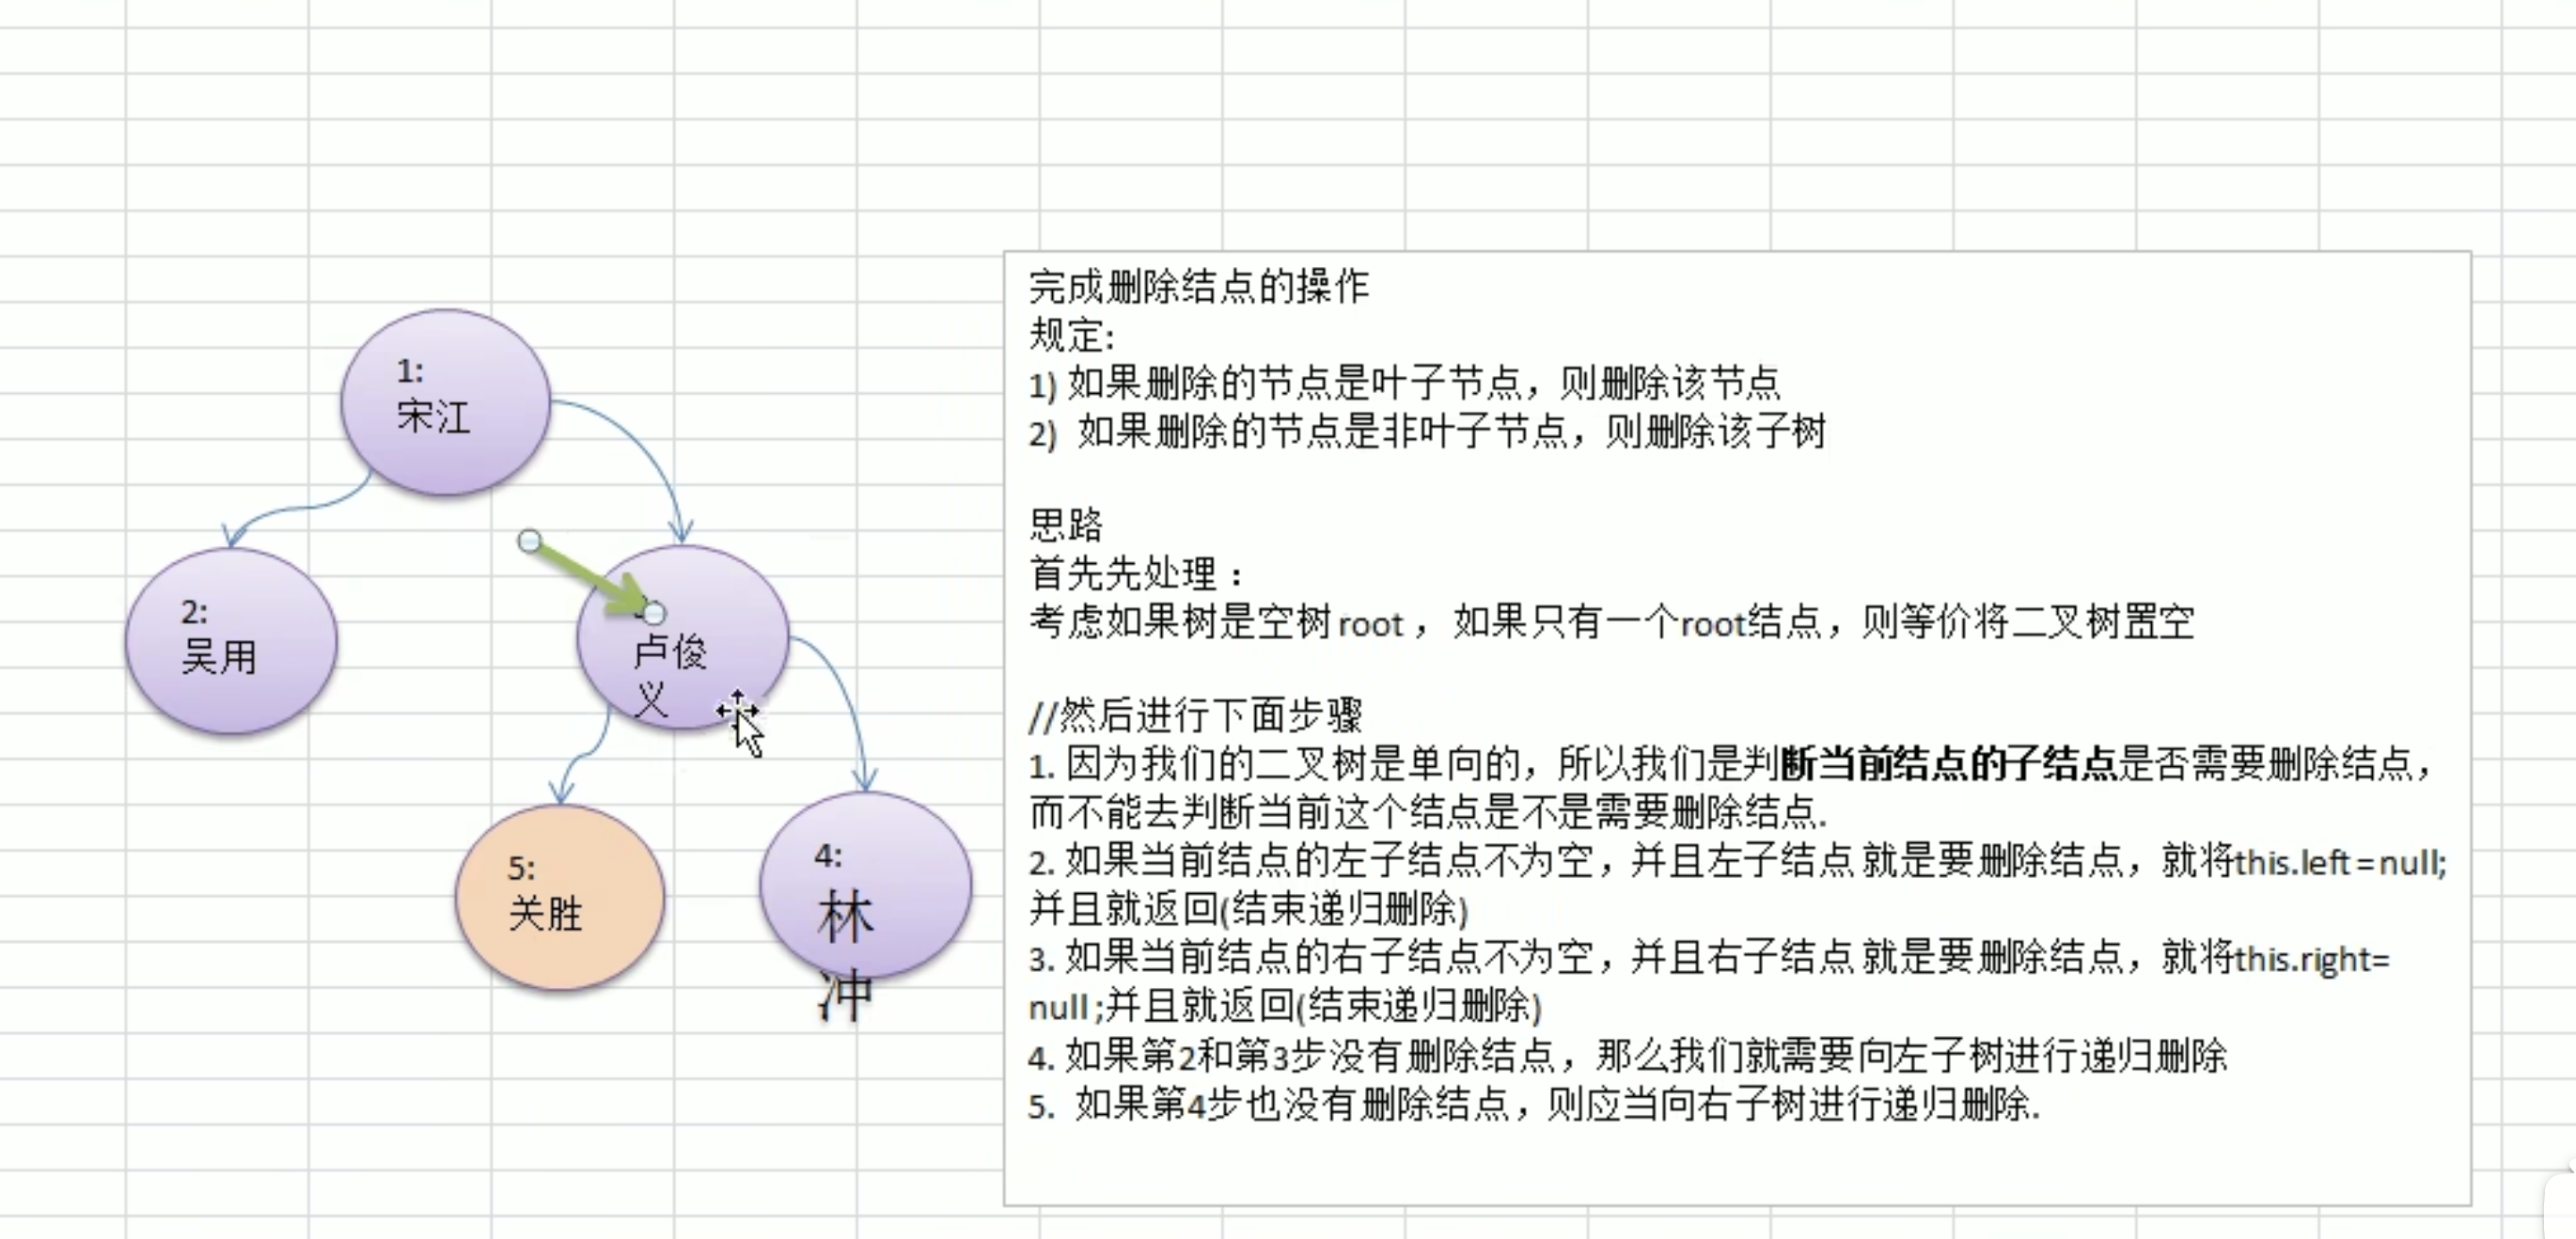 1:
宋江
2:
吴用
卢俊
义
5:
关胜
4:
林
冲
完成删除结点的操作
规定:
1) 如果删除的节点是叶子节点，则删除该节点
2) 如果删除的节点是非叶子节点，则删除该子树
思路
首先先处理：
考虑如果树是空树 root ，如果只有一个root结点，则等价将二叉树置空
//然后进行下面步骤
1. 因为我们的二叉树是单向的，所以我们是判断当前结点的子结点是否需要删除结点，
而不能去判断当前这个结点是不是需要删除结点.
2. 如果当前结点的左子结点不为空，并且左子结点 就是要删除结点，就将this.left = null;
并且就返回(结束递归删除)
3. 如果当前结点的右子结点不为空，并且右子结点 就是要删除结点，就将this.right=
null ;并且就返回(结束递归删除)
4. 如果第2和第3步没有删除结点，那么我们就需要向左子树进行递归删除
5. 如果第4步也没有删除结点，则应当向右子树进行递归删除.